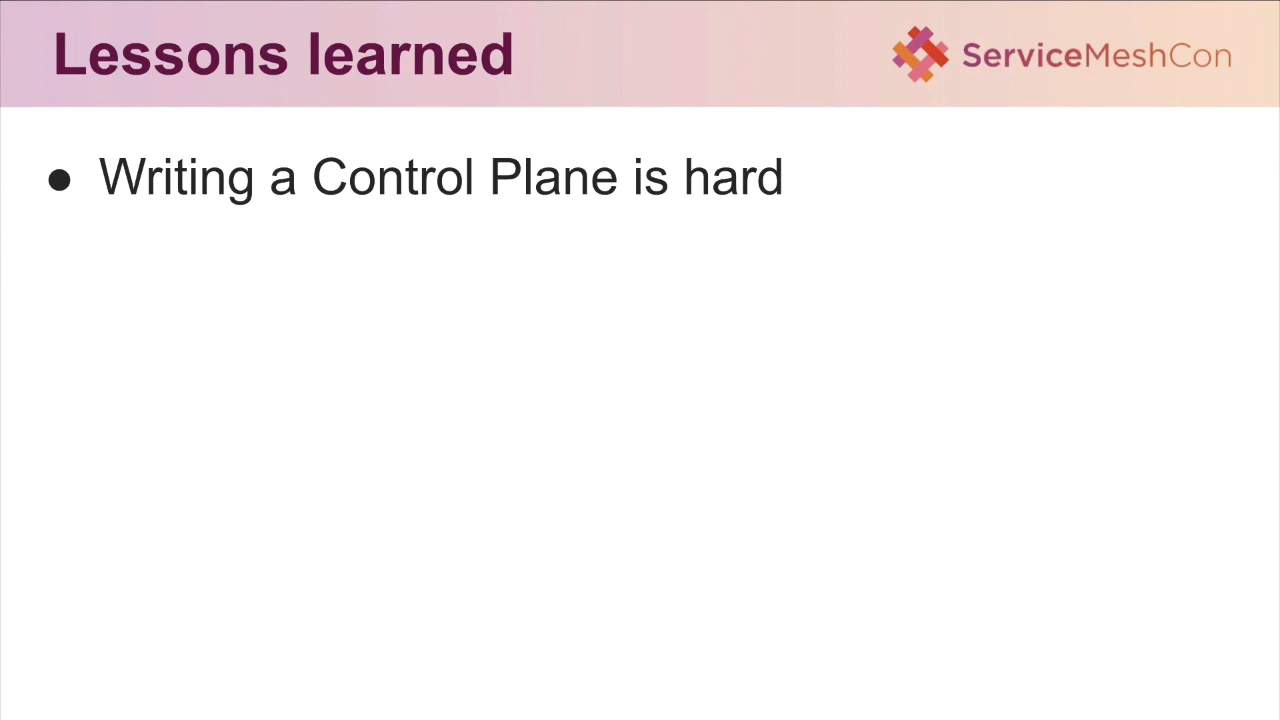 Lessons learned
ServiceMeshCon
● Writing a Control Plane is hard